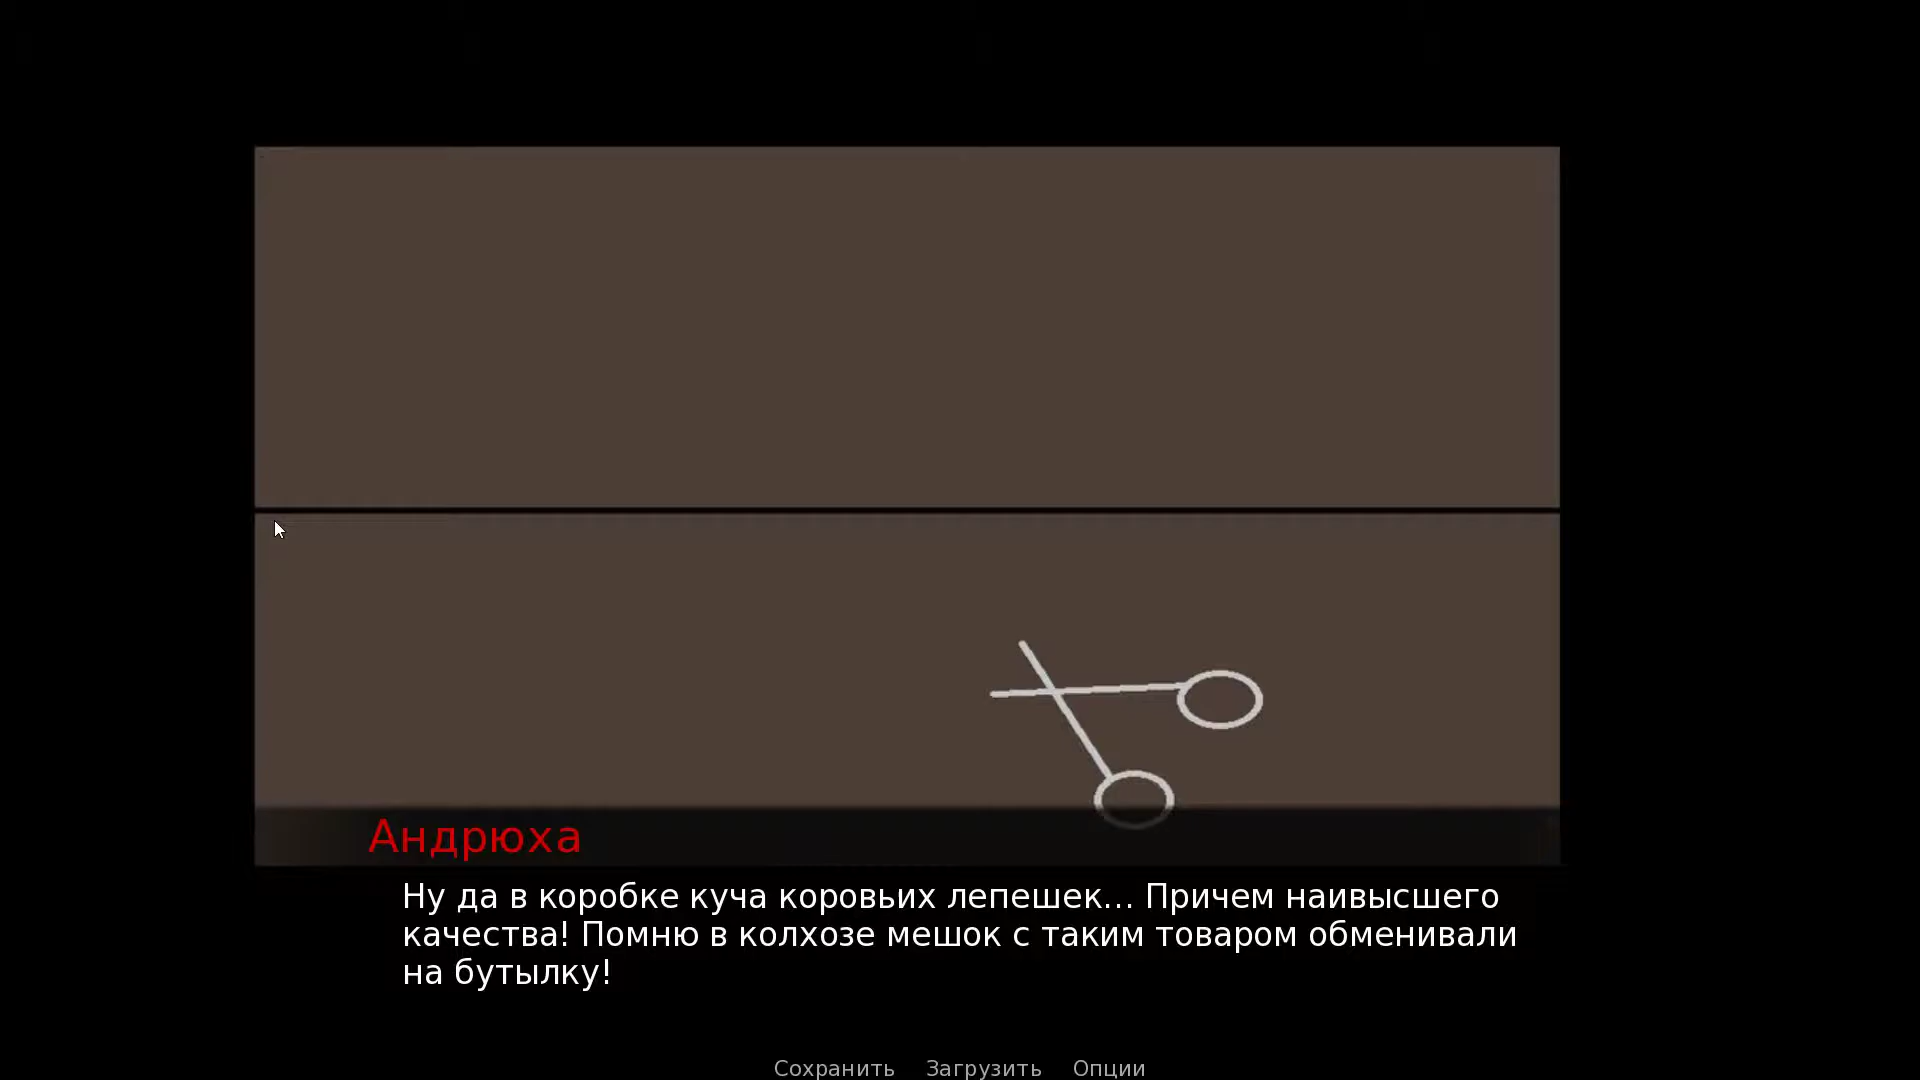 Андрюха
Ну да в коробке куча коровьих лепешек... Причем наивысшего
качества! Помню в колхозе мешок с таким товаром обменивали
на бутылку!
Сохранить Загрузить Опции